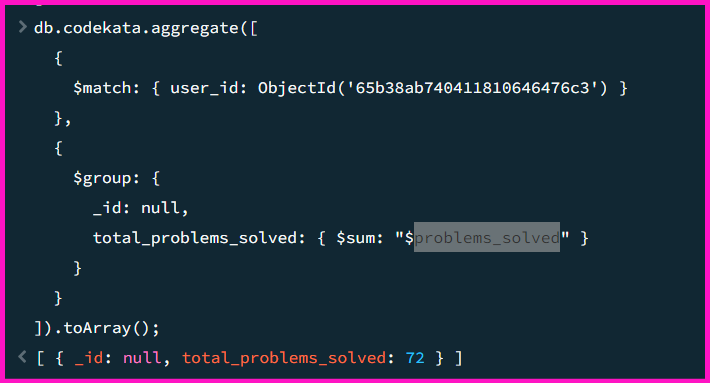 > db.codekata.aggregate([
{
$match: { user_id: ObjectId('65b38ab740411810646476c3') }
},
{
$group: {
_id: null,
total_problems_solved: { $sum: "$problems_solved" }
}
}
]).toArray();
< [ { _id: null, total_problems_solved: 72 } ]